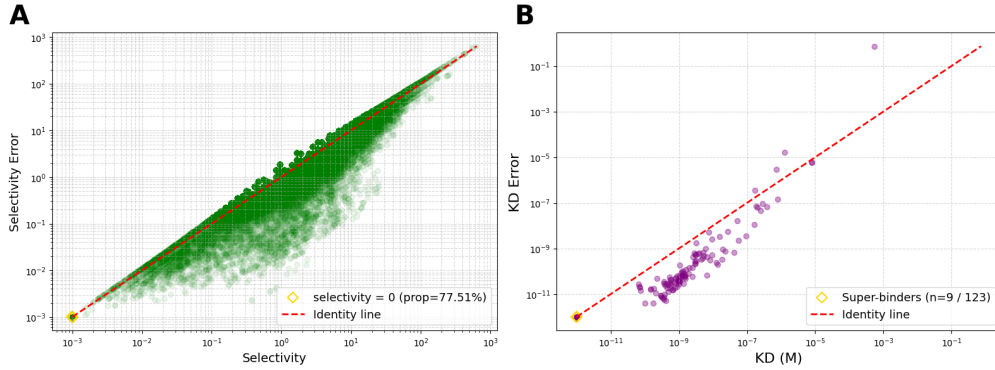 A
B
Selectivity Error
10³
10²
10¹
10⁰
10⁻¹
10⁻²
10⁻³
selectivity = 0 (prop=77.51%)
Identity line
10⁻³ 10⁻² 10⁻¹ 10⁰ 10¹ 10² 10³
Selectivity
KD Error
10⁻¹
10⁻³
10⁻⁵
10⁻⁷
10⁻⁹
10⁻¹¹
Super-binders (n=9 / 123)
Identity line
10⁻¹¹ 10⁻⁹ 10⁻⁷ 10⁻⁵ 10⁻³ 10⁻¹
KD (M)